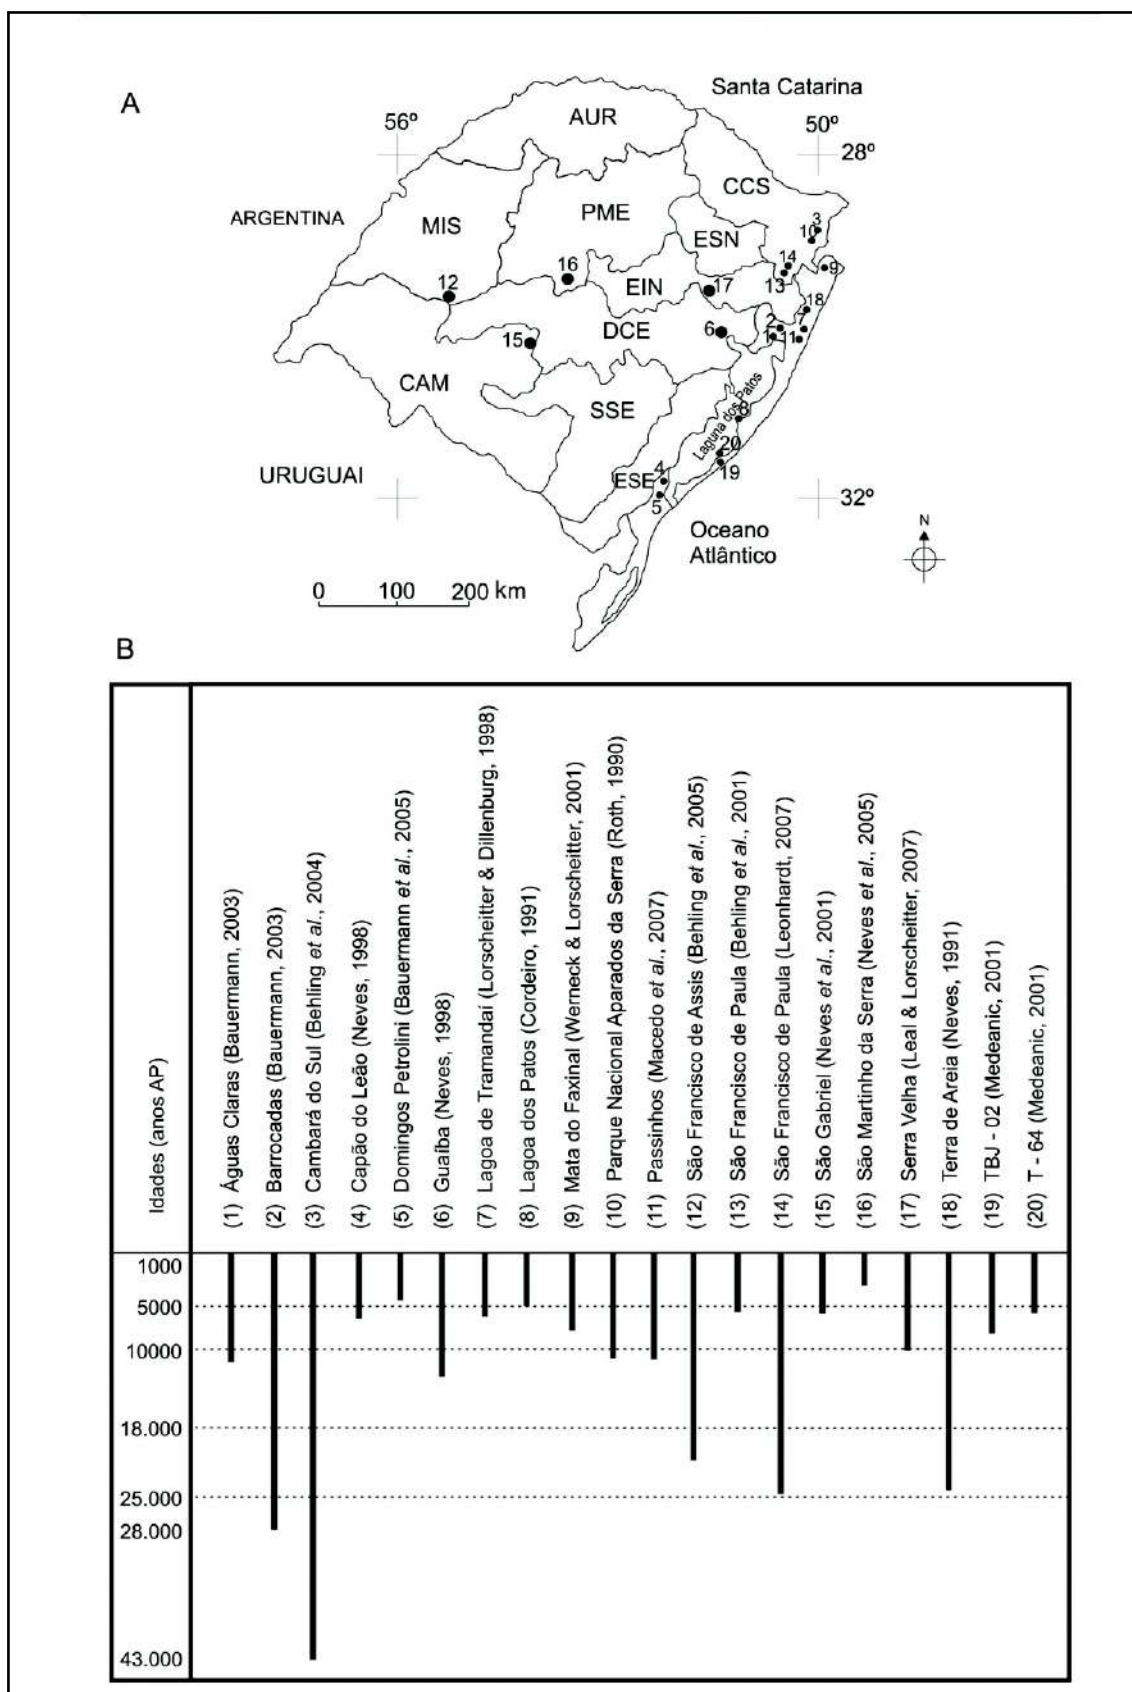 A
Santa Catarina
56º
50º
AUR
28º
CCS
PME
ARGENTINA
MIS
ESN
3
10
14
9
12
16
EIN
17
13
18
DCE
6
2
7
15
1
11
CAM
SSE
Laguna dos Patos
8
20
URUGUAI
4
ESE
19
32º
5
Oceano
Atlântico
N
0 100 200 km
B
Idades (anos AP)
(1) Águas Claras (Bauermann, 2003)
(2) Barrocadas (Bauermann, 2003)
(3) Cambará do Sul (Behling et al., 2004)
(4) Capão do Leão (Neves, 1998)
(5) Domingos Petrolini (Bauermann et al., 2005)
(6) Guaíba (Neves, 1998)
(7) Lagoa de Tramandaí (Lorscheitter & Dillenburg, 1998)
(8) Lagoa dos Patos (Cordeiro, 1991)
(9) Mata do Faxinal (Werneck & Lorscheitter, 2001)
(10) Parque Nacional Aparados da Serra (Roth, 1990)
(11) Passinhos (Macedo et al., 2007)
(12) São Francisco de Assis (Behling et al., 2005)
(13) São Francisco de Paula (Behling et al., 2001)
(14) São Francisco de Paula (Leonhardt, 2007)
(15) São Gabriel (Neves et al., 2001)
(16) São Martinho da Serra (Neves et al., 2005)
(17) Serra Velha (Leal & Lorscheitter, 2007)
(18) Terra de Areia (Neves, 1991)
(19) TBJ - 02 (Medeanic, 2001)
(20) T - 64 (Medeanic, 2001)
1000
5000
10000
18.000
25.000
28.000
43.000